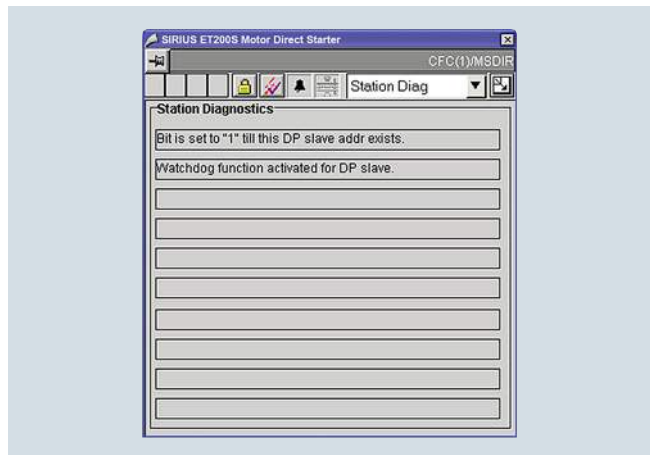 SIRIUS ET200S Motor Direct Starter
CFC(1)/MSDIR
Station Diag
Station Diagnostics
Bit is set to "1" till this DP slave addr exists.
Watchdog function activated for DP slave.